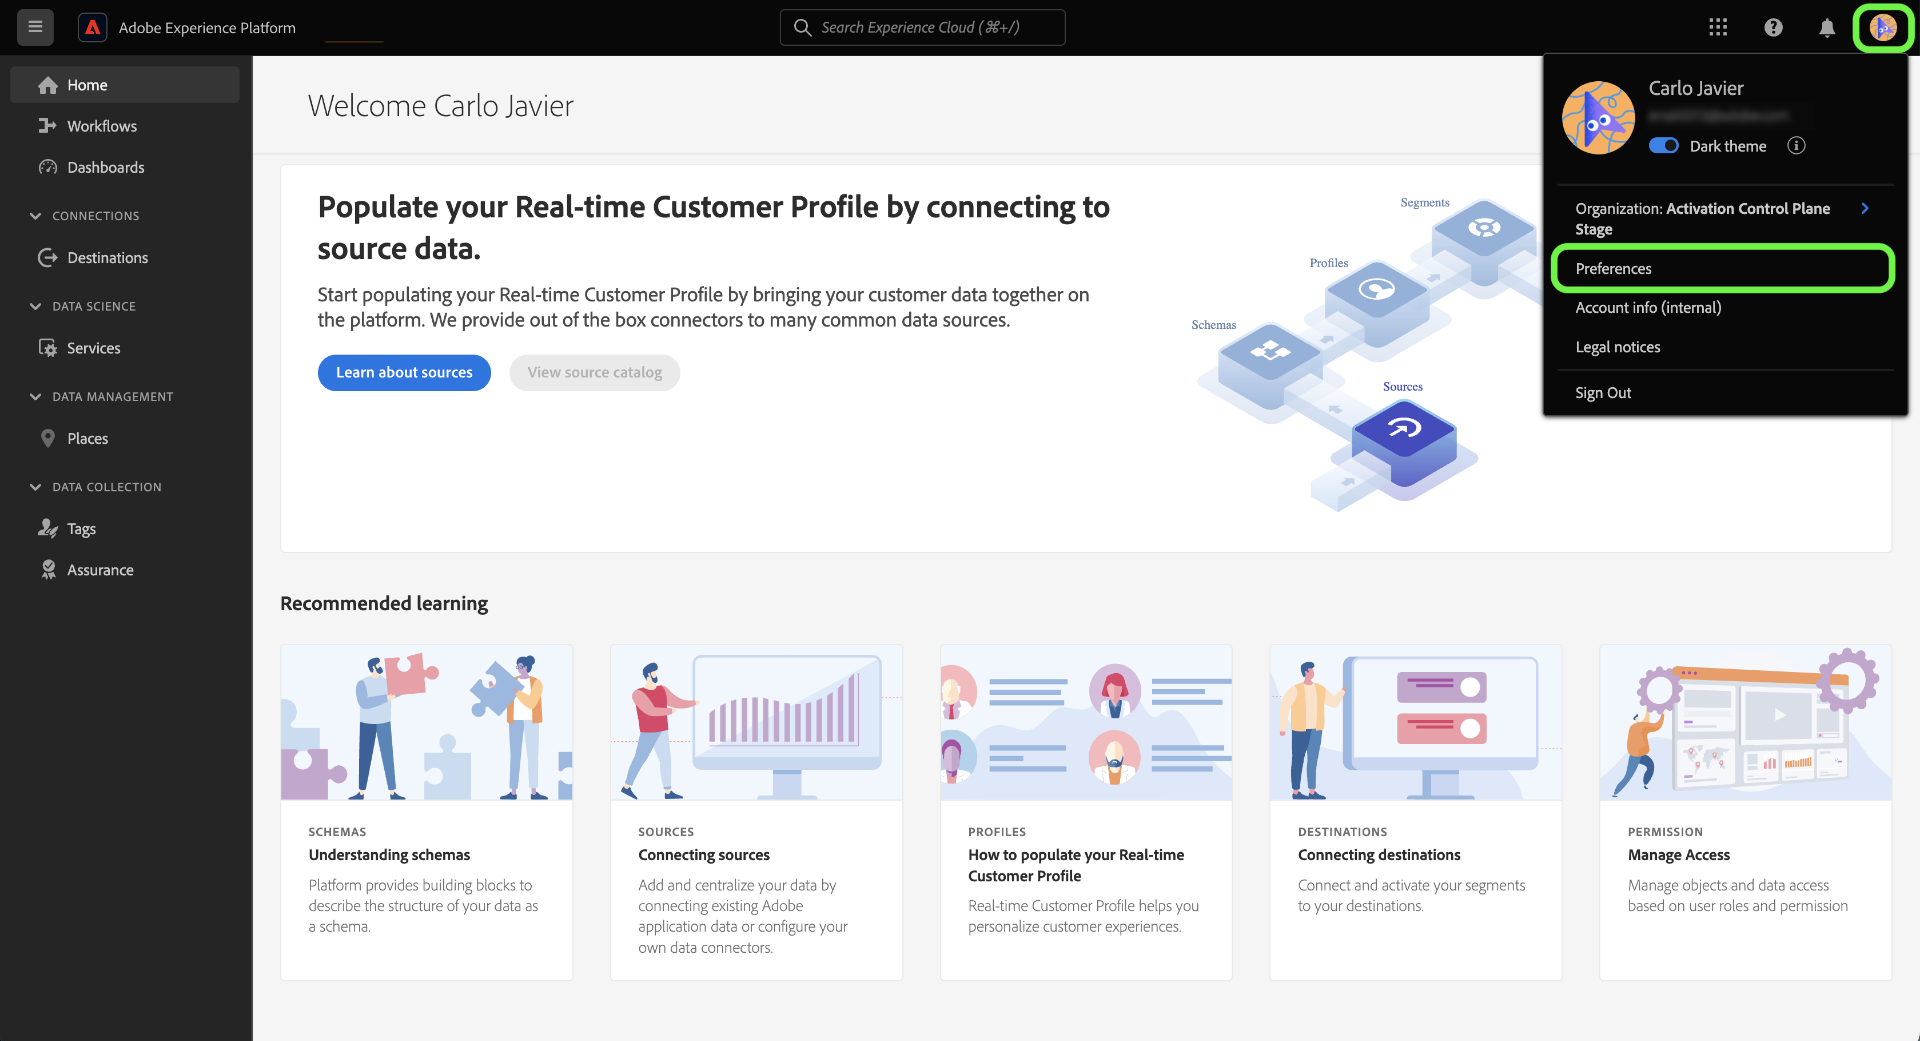 Adobe Experience Platform
Search Experience Cloud (⌘+/)
Home
Workflows
Dashboards
CONNECTIONS
Destinations
DATA SCIENCE
Services
DATA MANAGEMENT
Places
DATA COLLECTION
Tags
Assurance
Welcome Carlo Javier
Populate your Real-time Customer Profile by connecting to
source data.
Start populating your Real-time Customer Profile by bringing your customer data together on
the platform. We provide out of the box connectors to many common data sources.
Learn about sources
View source catalog
Segments
Profiles
Schemas
Sources
Carlo Javier
Dark theme
Organization: Activation Control Plane
Stage
Preferences
Account info (internal)
Legal notices
Sign Out
Recommended learning
SCHEMAS
Understanding schemas
Platform provides building blocks to
describe the structure of your data as
a schema.
SOURCES
Connecting sources
Add and centralize your data by
connecting existing Adobe
application data or configure your
own data connectors.
PROFILES
How to populate your Real-time
Customer Profile
Real-time Customer Profile helps you
personalize customer experiences.
DESTINATIONS
Connecting destinations
Connect and activate your segments
to your destinations.
PERMISSION
Manage Access
Manage objects and data access
based on user roles and permission